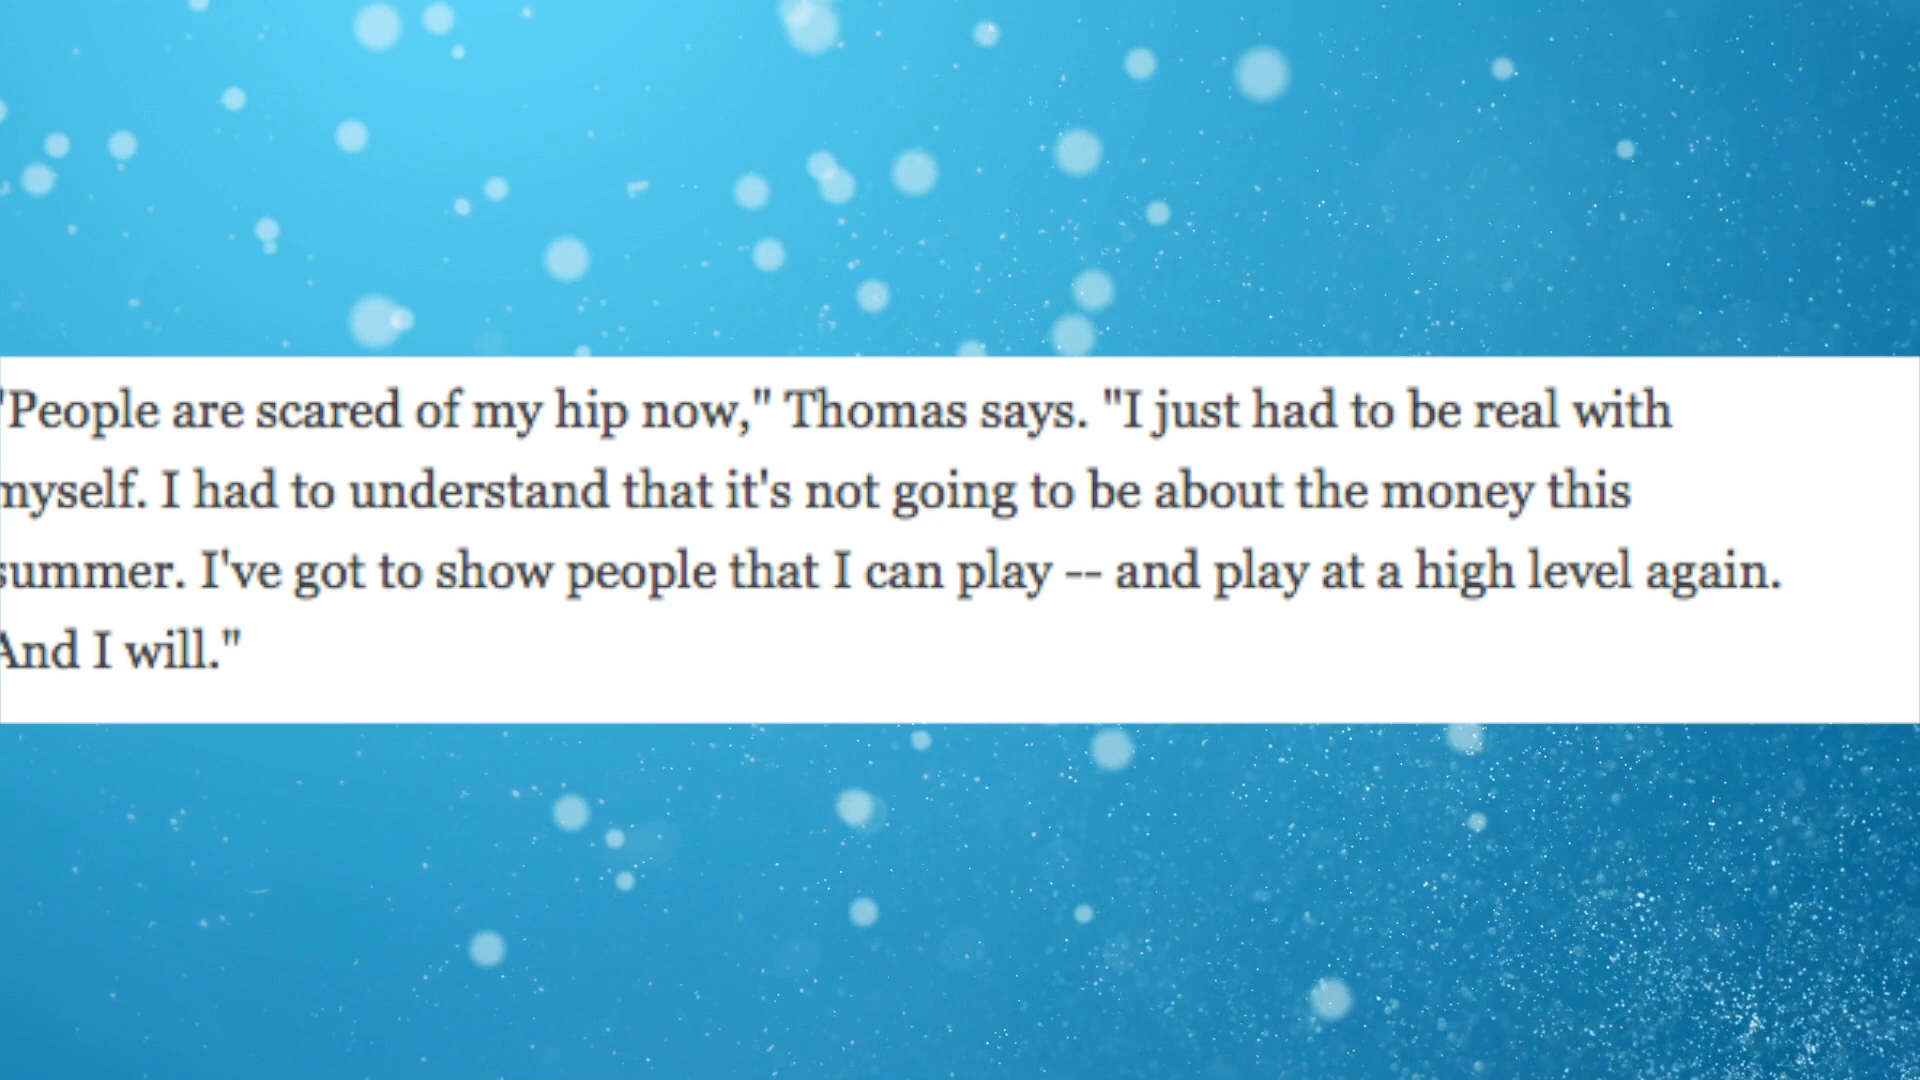 "People are scared of my hip now," Thomas says. "I just had to be real with
myself. I had to understand that it's not going to be about the money this
summer. I've got to show people that I can play -- and play at a high level again.
And I will."